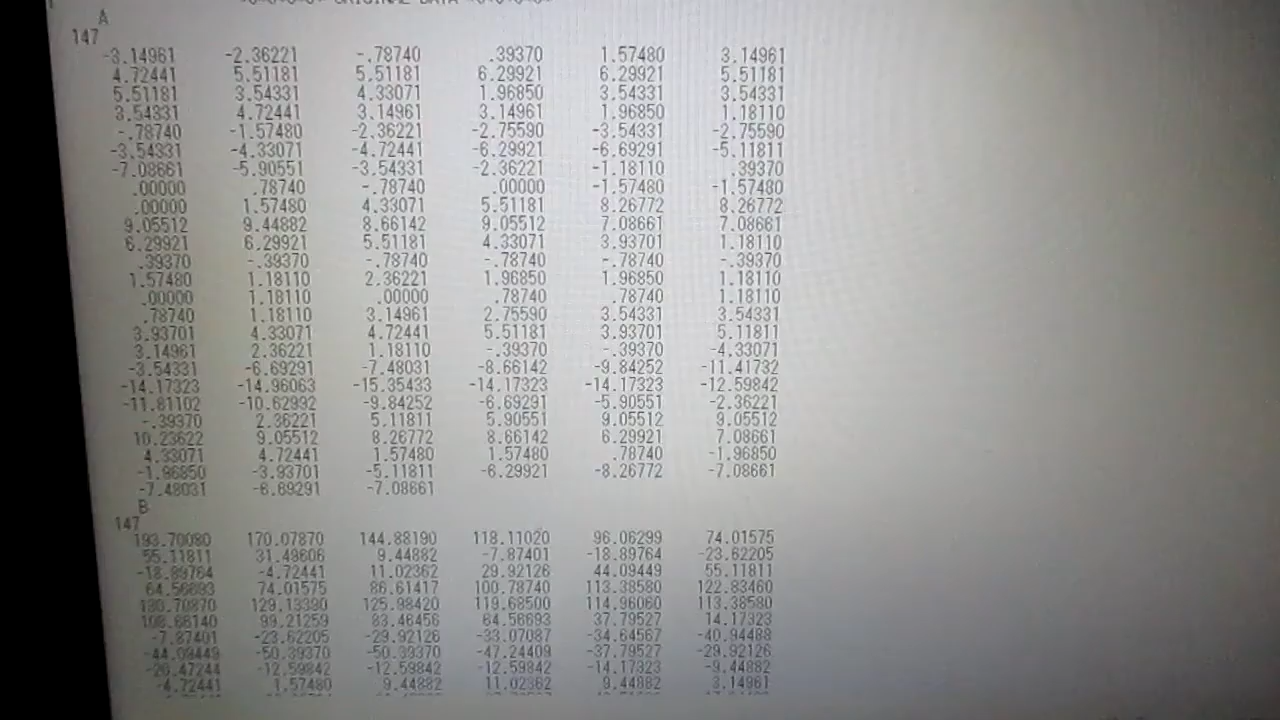 ORIGINAL DATA
A
147
-3.14961 -2.36221 -.78740 .39370 1.57480 3.14961
4.72441 5.51181 5.51181 6.29921 6.29921 5.51181
5.51181 3.54331 4.33071 1.96850 3.54331 3.54331
3.54331 4.72441 3.14961 3.14961 1.96850 1.18110
-.78740 -1.57480 -2.36221 -2.75590 -3.54331 -2.75590
-3.54331 -4.33071 -4.72441 -6.29921 -6.69291 -5.11811
-7.08661 -5.90551 -3.54331 -2.36221 -1.18110 .39370
.00000 .78740 -.78740 .00000 -1.57480 -1.57480
.00000 1.57480 4.33071 5.51181 8.26772 8.26772
9.05512 9.44882 8.66142 9.05512 7.08661 7.08661
6.29921 6.29921 5.51181 4.33071 3.93701 1.18110
.39370 -.39370 -.78740 -.78740 -.78740 -.39370
1.57480 1.18110 2.36221 1.96850 1.96850 1.18110
.00000 1.18110 .00000 .78740 .78740 1.18110
.78740 1.18110 3.14961 2.75590 3.54331 3.54331
3.93701 4.33071 4.72441 5.51181 3.93701 5.11811
3.14961 2.36221 1.18110 -.39370 -.39370 -4.33071
-3.54331 -6.69291 -7.48031 -8.66142 -9.84252 -11.41732
-14.17323 -14.96063 -15.35433 -14.17323 -14.17323 -12.59842
-11.81102 -10.62992 -9.84252 -6.69291 -5.90551 -2.36221
-.39370 2.36221 5.11811 5.90551 9.05512 9.05512
10.23622 9.05512 8.26772 8.66142 6.29921 7.08661
4.33071 4.72441 1.57480 1.57480 .78740 -1.96850
-1.96850 -3.93701 -5.11811 -6.29921 -8.26772 -7.08661
-7.48031 -6.69291 -7.08661
B
147
193.70080 170.07870 144.88190 118.11020 96.06299 74.01575
55.11811 31.49606 9.44882 -7.87401 -18.89764 -23.62205
-18.89764 -4.72441 11.02362 29.92126 44.09449 55.11811
64.56693 74.01575 86.61417 100.78740 113.38580 122.83460
130.70870 129.13390 125.98420 119.68500 114.96060 113.38580
108.66140 99.21259 83.46456 64.56693 37.79527 14.17323
-7.87401 -23.62205 -29.92126 -33.07087 -34.64567 -40.94488
-44.09449 -50.39370 -50.39370 -47.24409 -37.79527 -29.92126
-20.47244 -12.59842 -12.59842 -12.59842 -14.17323 -9.44882
-4.72441 1.57480 9.44882 11.02362 9.44882 3.14961